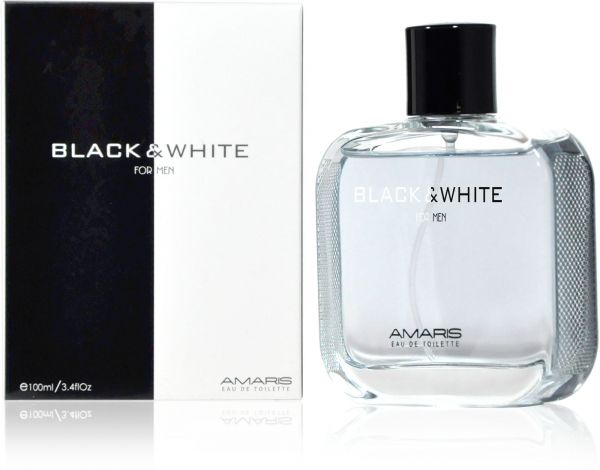 BLACK&WHITE
FOR MEN
e100ml/3.4flOz
AMARIS
EAU DE TOILETTE
BLACK&WHITE
FOR MEN
AMARIS
EAU DE TOILETTE